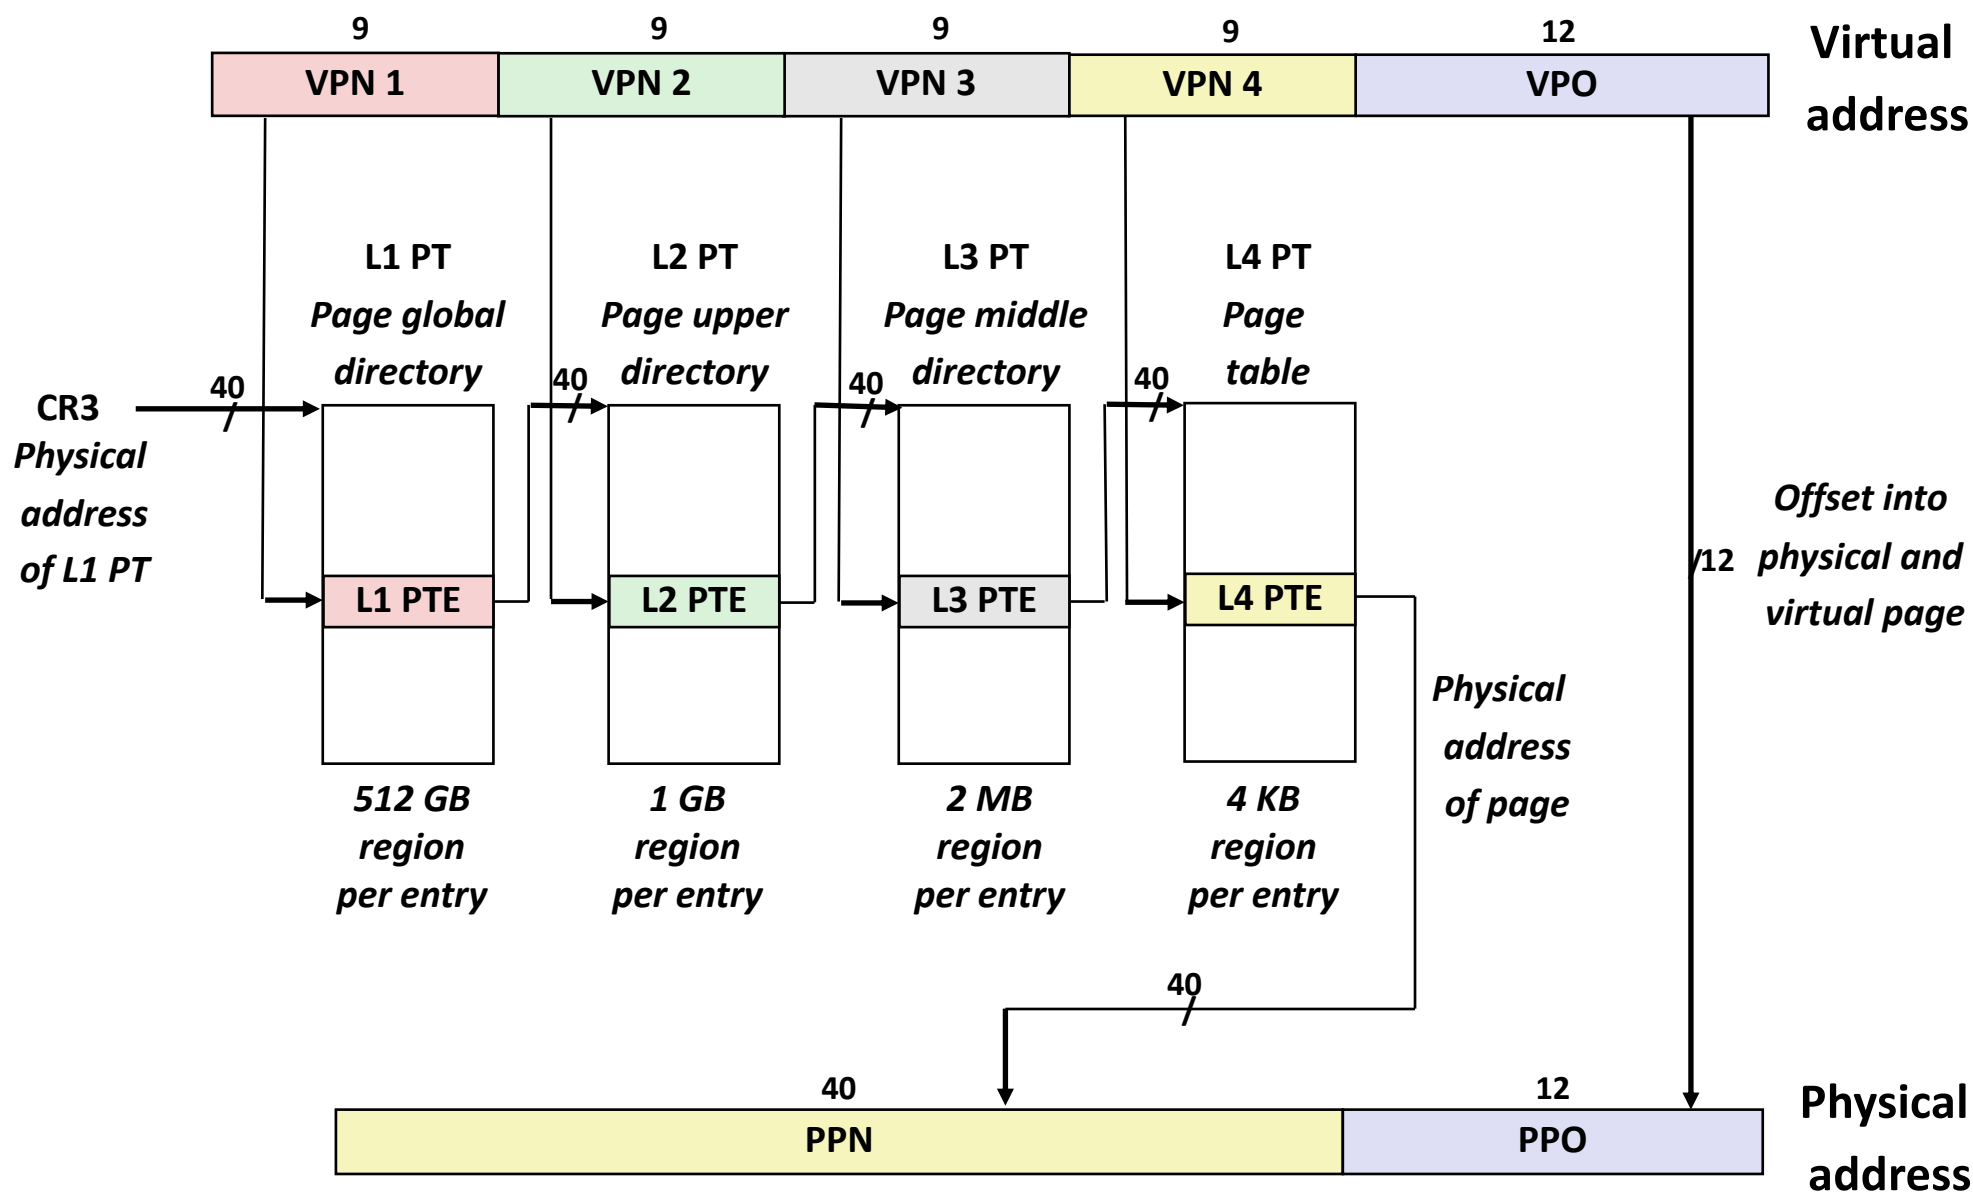 9
9
9
9
12
VPN 1
VPN 2
VPN 3
VPN 4
VPO
Virtual
address
L1 PT
Page global
directory
L2 PT
Page upper
directory
L3 PT
Page middle
directory
L4 PT
Page
table
40
40
40
40
CR3
Physical
address
of L1 PT
L1 PTE
L2 PTE
L3 PTE
L4 PTE
/12
Offset into
physical and
virtual page
512 GB
region
per entry
1 GB
region
per entry
2 MB
region
per entry
4 KB
region
per entry
Physical
address
of page
40
40
12
PPN
PPO
Physical
address